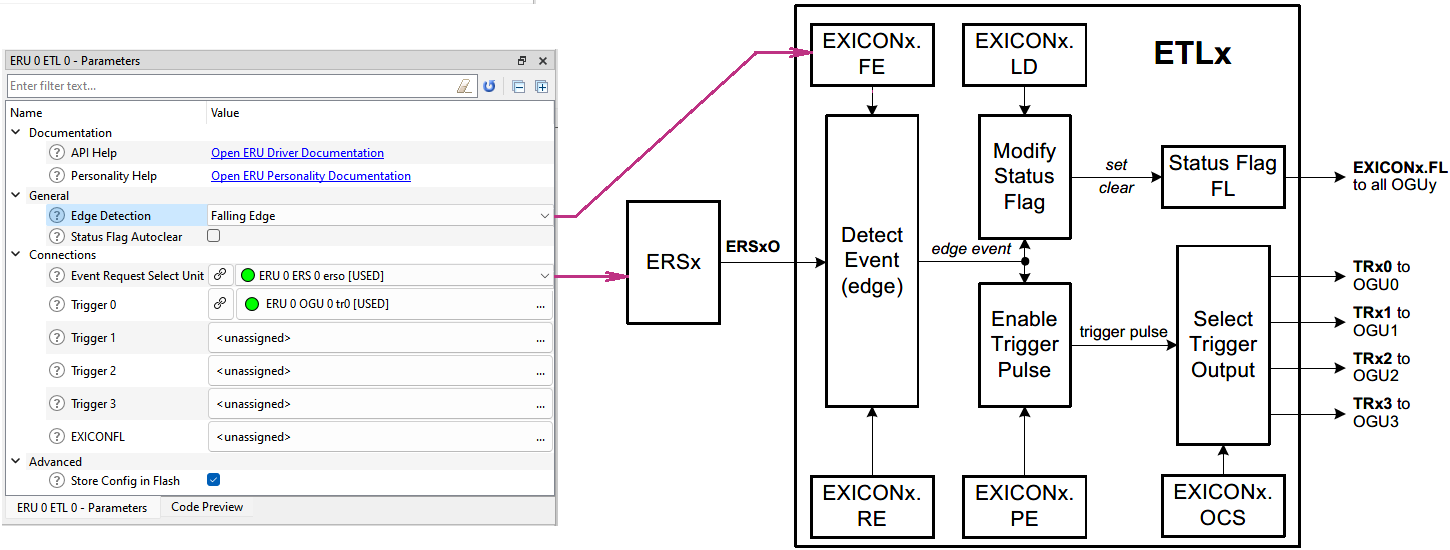 ERU 0 ETL 0 - Parameters
Enter filter text...
Name Value
Documentation
API Help Open ERU Driver Documentation
Personality Help Open ERU Personality Documentation
General
Edge Detection Falling Edge
Status Flag Autoclear
Connections
Event Request Select Unit ERU 0 ERS 0 erso [USED]
Trigger 0 ERU 0 OGU 0 tr0 [USED]
...
Trigger 1 <unassigned> ...
Trigger 2 <unassigned> ...
Trigger 3 <unassigned> ...
EXICONFL <unassigned> ...
Advanced
Store Config in Flash
ERU 0 ETL 0 - Parameters Code Preview
ERSx
ERSxO
ETLx
EXICONx.
FE
EXICONx.
LD
Detect
Event
(edge)
edge event
Modify
Status
Flag
set
clear
Status Flag
FL
EXICONx.FL
to all OGUy
Enable
Trigger
Pulse
trigger pulse
Select
Trigger
Output
TRx0 to
OGU0
TRx1 to
OGU1
TRx2 to
OGU2
TRx3 to
OGU3
EXICONx.
RE
EXICONx.
PE
EXICONx.
OCS